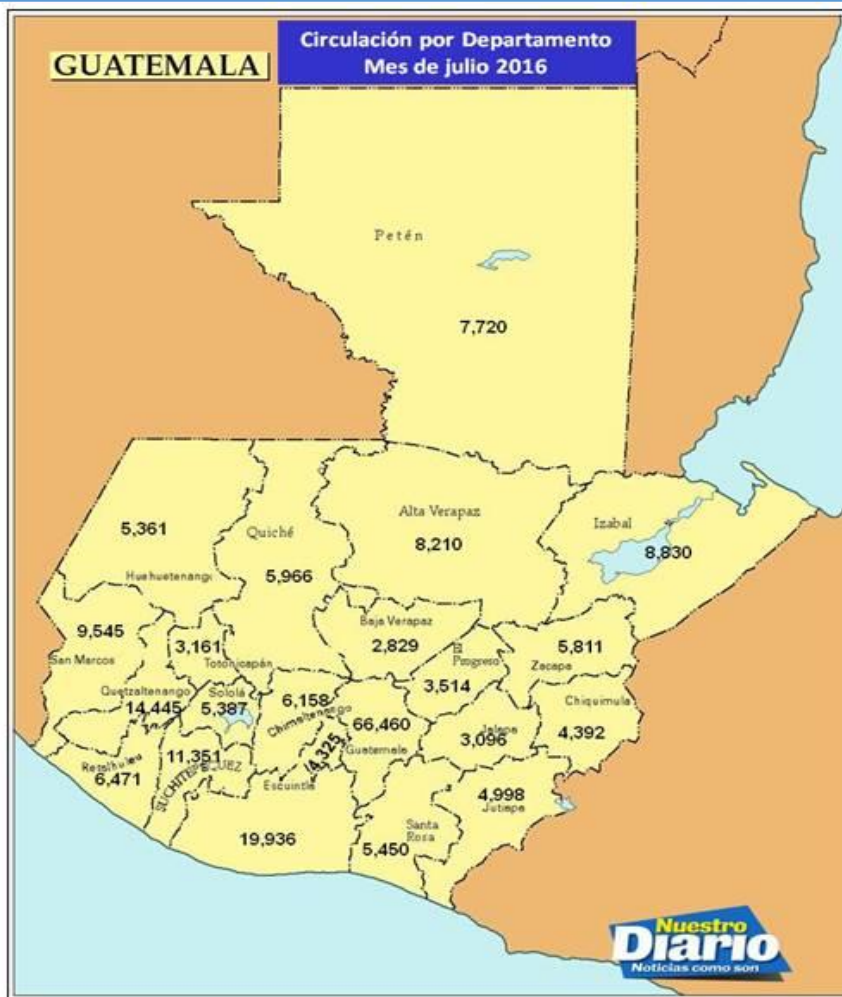 GUATEMALA
Circulación por Departamento
Mes de julio 2016
Petén
7,720
Alta Verapaz
8,210
Izabal
8,830
5,361
Huehuetenango
Quiché
5,966
Baja Verapaz
2,829
9,545
San Marcos
3,161
Totonicapán
El
Progreso
3,514
5,811
Zacapa
Quetzaltenango
14,445
Sololá
5,387
6,158
Chimaltenango
66,460
Guatemala
Jalapa
3,096
Chiquimula
4,392
Retalhuleu
6,471
11,351
SUCHITEPEQUEZ
4,325
Escuintla
19,936
Santa
Rosa
5,450
4,998
Jutiapa
Nuestro
Diario
Noticias como son